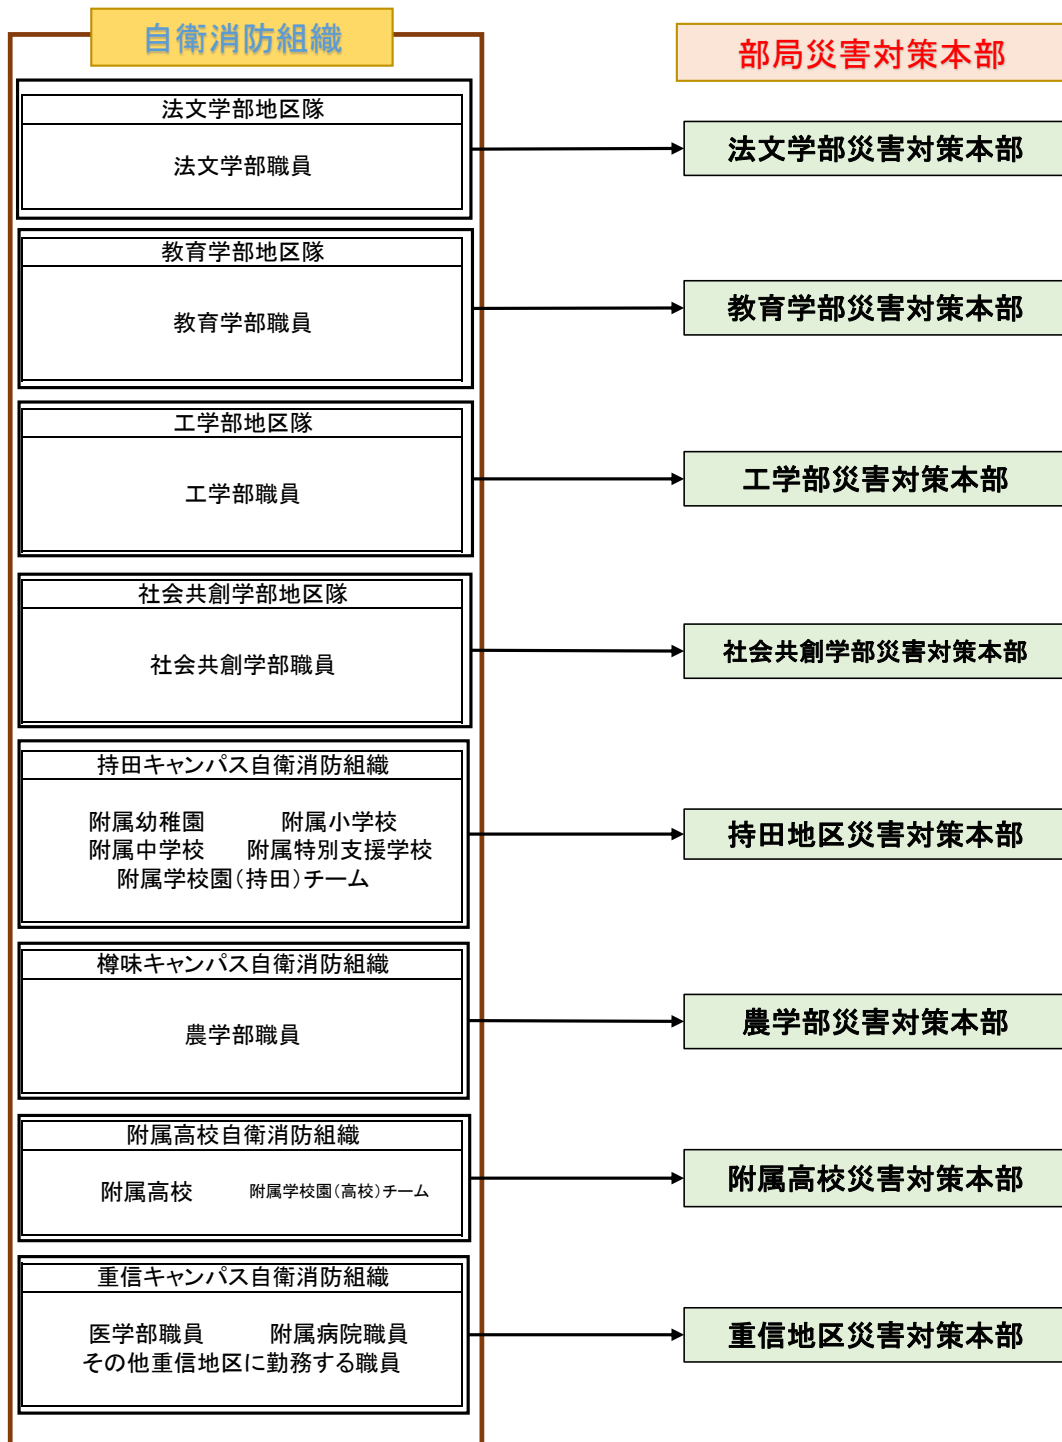 自衛消防組織
部局災害対策本部
法文学部地区隊
法文学部職員
法文学部災害対策本部
教育学部地区隊
教育学部職員
教育学部災害対策本部
工学部地区隊
工学部職員
工学部災害対策本部
社会共創学部地区隊
社会共創学部職員
社会共創学部災害対策本部
持田キャンパス自衛消防組織
附属幼稚園 附属小学校
附属中学校 附属特別支援学校
附属学校園(持田)チーム
持田地区災害対策本部
樽味キャンパス自衛消防組織
農学部職員
農学部災害対策本部
附属高校自衛消防組織
附属高校 附属学校園(高校)チーム
附属高校災害対策本部
重信キャンパス自衛消防組織
医学部職員 附属病院職員
その他重信地区に勤務する職員
重信地区災害対策本部